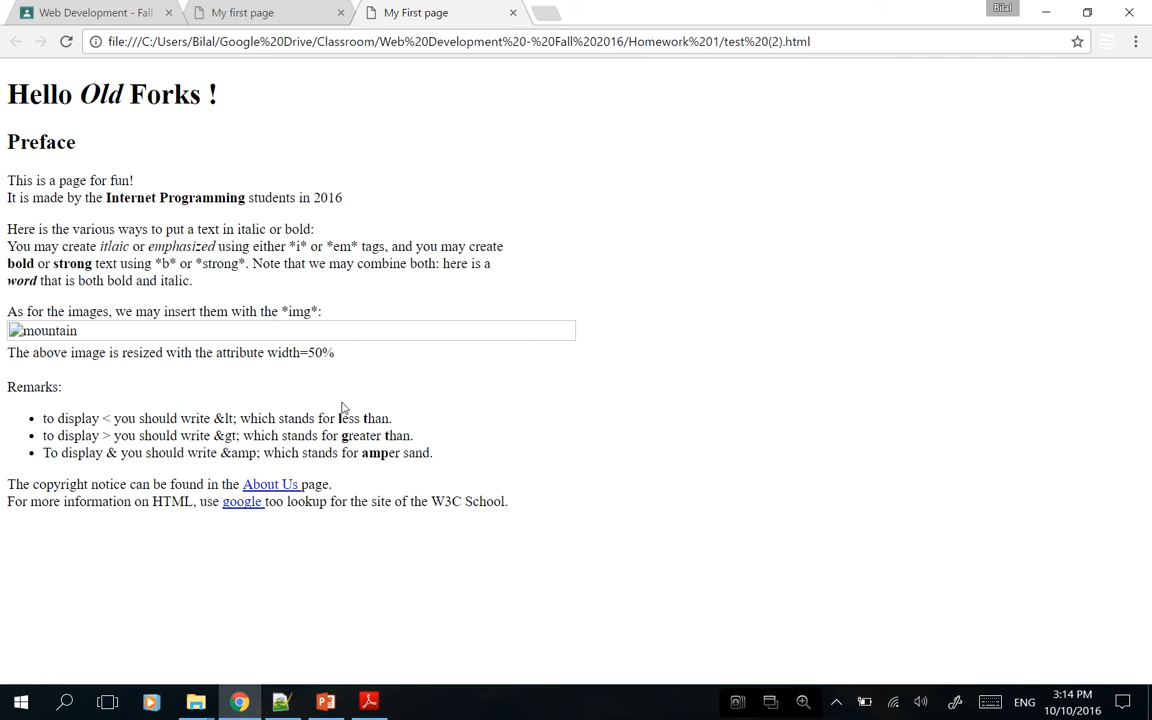 Web Development - Fall
My first page
My First page
Bilal
file:///C:/Users/Bilal/Google%20Drive/Classroom/Web%20Development%20-%20Fall%202016/Homework%201/test%20(2).html
Hello Old Forks !
Preface
This is a page for fun!
It is made by the Internet Programming students in 2016
Here is the various ways to put a text in italic or bold:
You may create itlaic or emphasized using either *i* or *em* tags, and you may create
bold or strong text using *b* or *strong*. Note that we may combine both: here is a
word that is both bold and italic.
As for the images, we may insert them with the *img*:
mountain
The above image is resized with the attribute width=50%
Remarks:
• to display < you should write &lt; which stands for less than.
• to display > you should write &gt; which stands for greater than.
• To display & you should write &amp; which stands for amper sand.
The copyright notice can be found in the About Us page.
For more information on HTML, use google too lookup for the site of the W3C School.
ENG
3:14 PM
10/10/2016